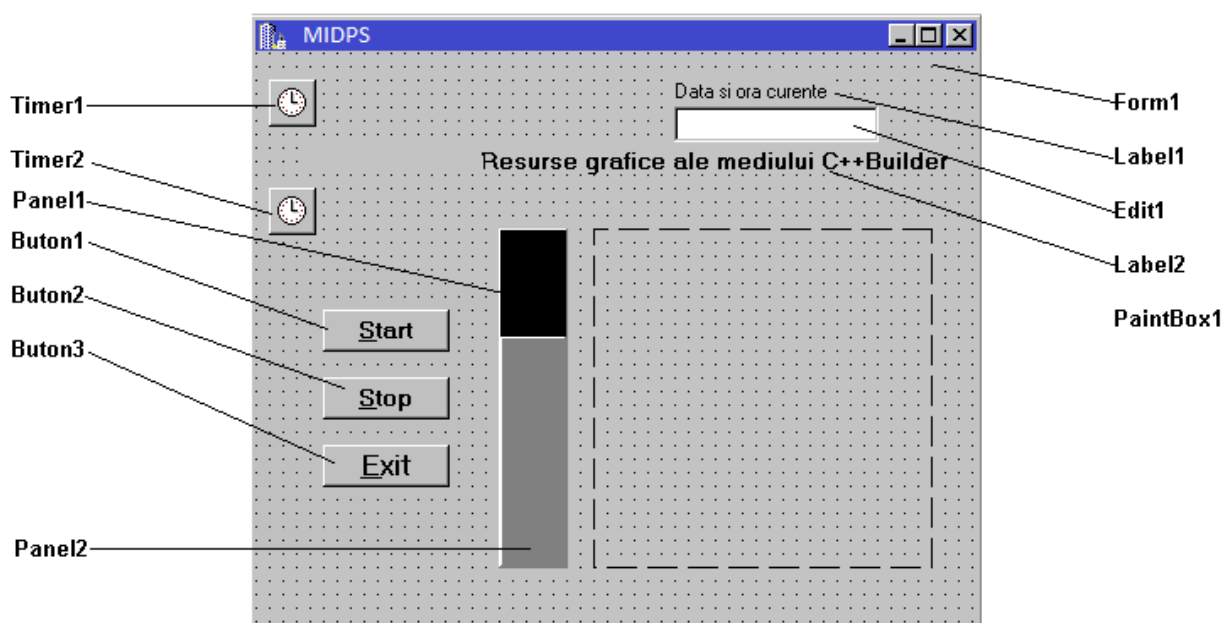 MIDPS
Timer1
Data si ora curente
Form1
Label1
Timer2
Resurse grafice ale mediului C++Builder
Panel1
Edit1
Buton1
Label2
Buton2
PaintBox1
Start
Buton3
Stop
Exit
Panel2